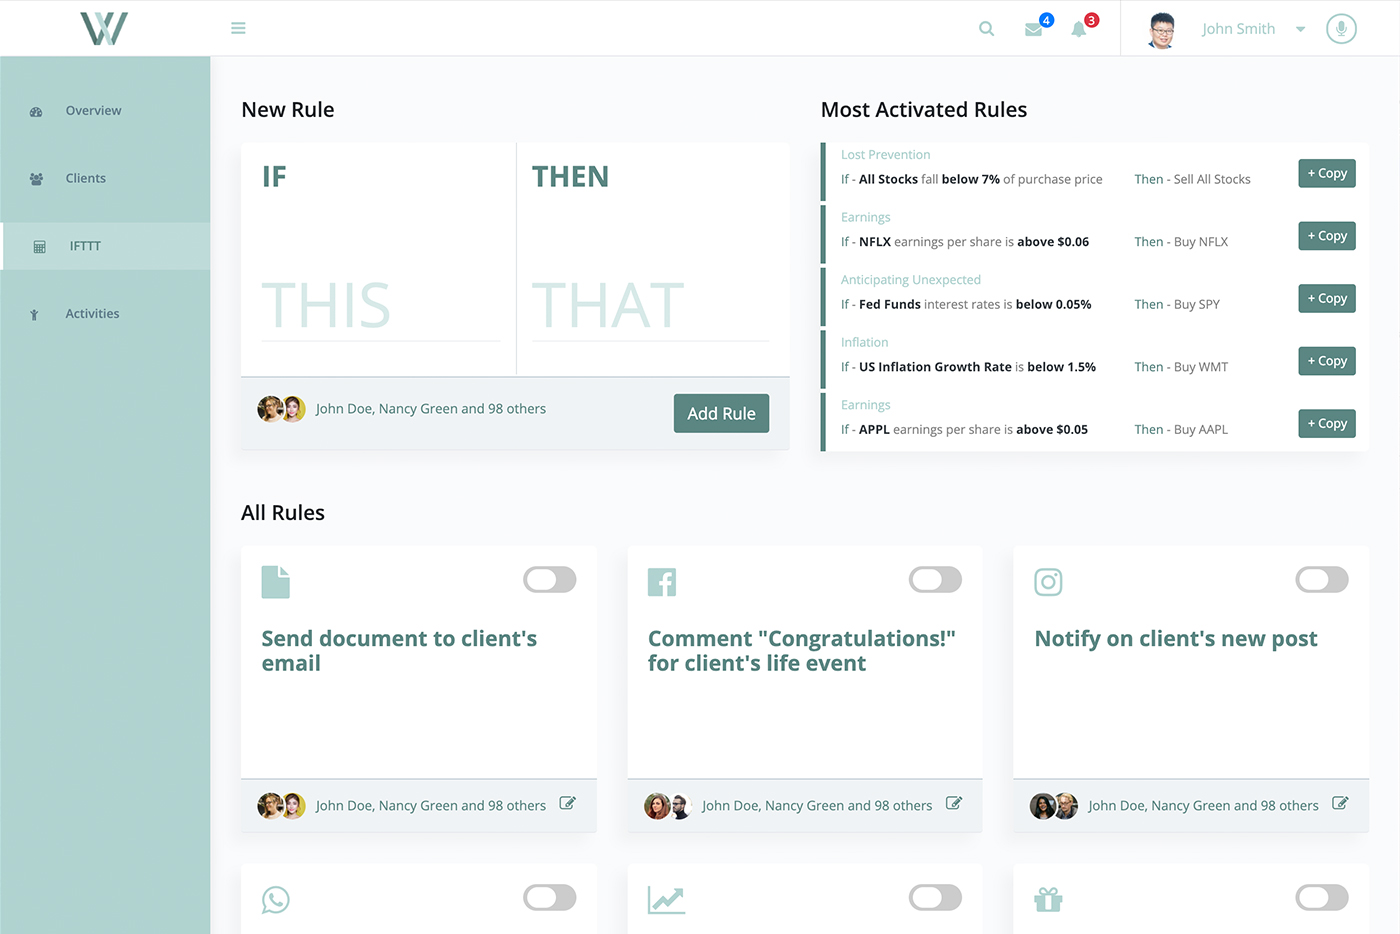 W
4
3
John Smith
Overview
Clients
IFTTT
Activities
New Rule
IF
THIS
THEN
THAT
John Doe, Nancy Green and 98 others
Add Rule
Most Activated Rules
Lost Prevention
If - All Stocks fall below 7% of purchase price Then - Sell All Stocks + Copy
Earnings
If - NFLX earnings per share is above $0.06 Then - Buy NFLX + Copy
Anticipating Unexpected
If - Fed Funds interest rates is below 0.05% Then - Buy SPY + Copy
Inflation
If - US Inflation Growth Rate is below 1.5% Then - Buy WMT + Copy
Earnings
If - APPL earnings per share is above $0.05 Then - Buy AAPL + Copy
All Rules
Send document to client's
email
John Doe, Nancy Green and 98 others
Comment "Congratulations!"
for client's life event
John Doe, Nancy Green and 98 others
Notify on client's new post
John Doe, Nancy Green and 98 others